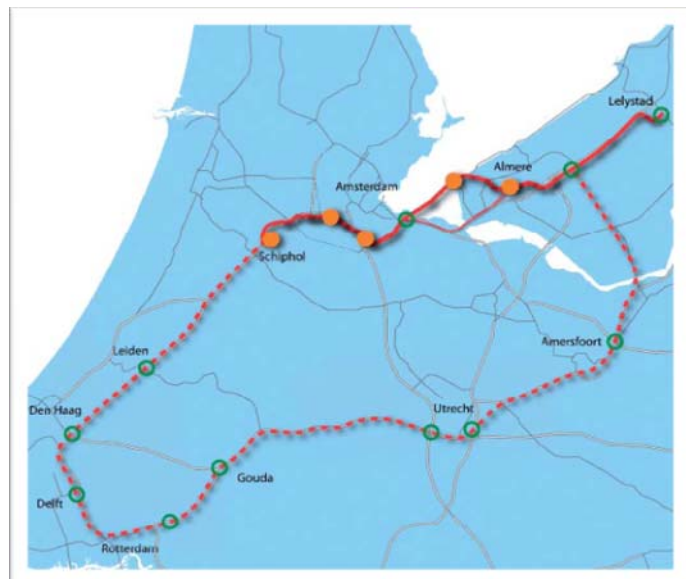 Lelystad
Almere
Amsterdam
Schiphol
Amersfoort
Leiden
Den Haag
Utrecht
Gouda
Delft
Rotterdam